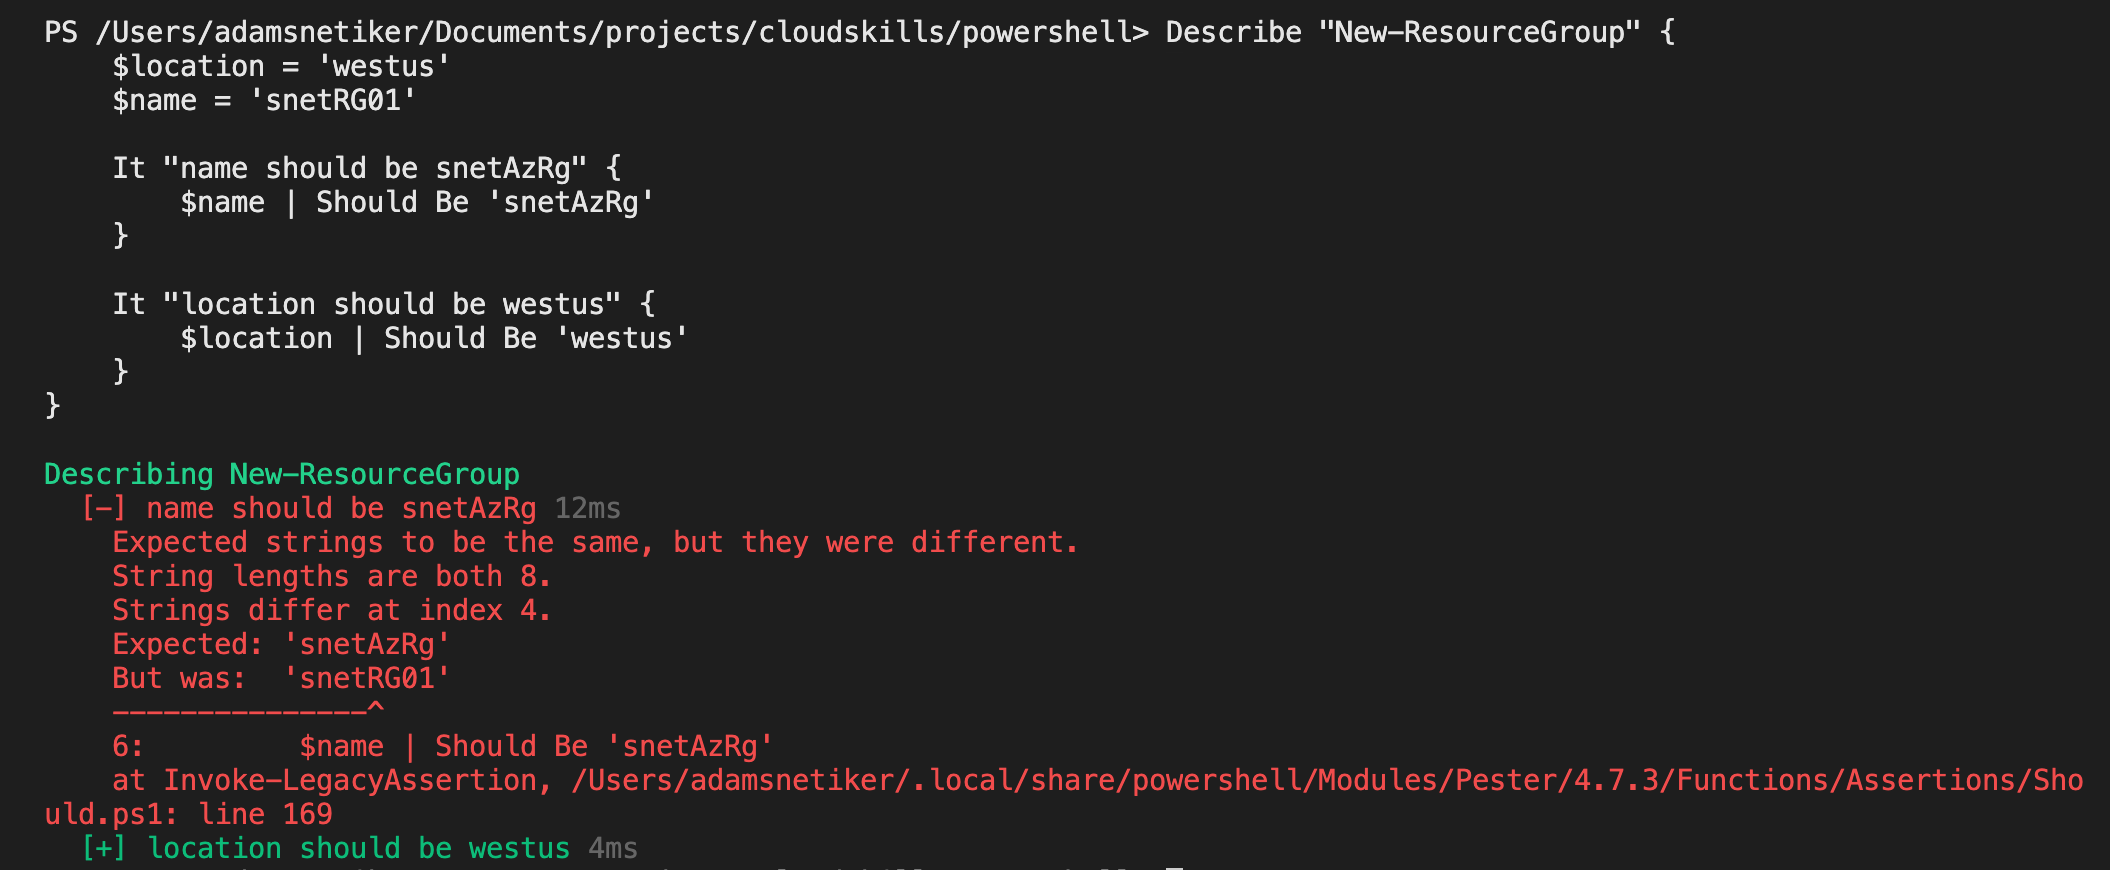 PS /Users/adamsnetiker/Documents/projects/cloudskills/powershell> Describe "New-ResourceGroup" {
    $location = 'westus'
    $name = 'snetRG01'

    It "name should be snetAzRg" {
        $name | Should Be 'snetAzRg'
    }

    It "location should be westus" {
        $location | Should Be 'westus'
    }
}

Describing New-ResourceGroup
  [-] name should be snetAzRg 12ms
    Expected strings to be the same, but they were different.
    String lengths are both 8.
    Strings differ at index 4.
    Expected: 'snetAzRg'
    But was:  'snetRG01'
    ---------------^
    6:         $name | Should Be 'snetAzRg'
    at Invoke-LegacyAssertion, /Users/adamsnetiker/.local/share/powershell/Modules/Pester/4.7.3/Functions/Assertions/Sho
uld.ps1: line 169
  [+] location should be westus 4ms